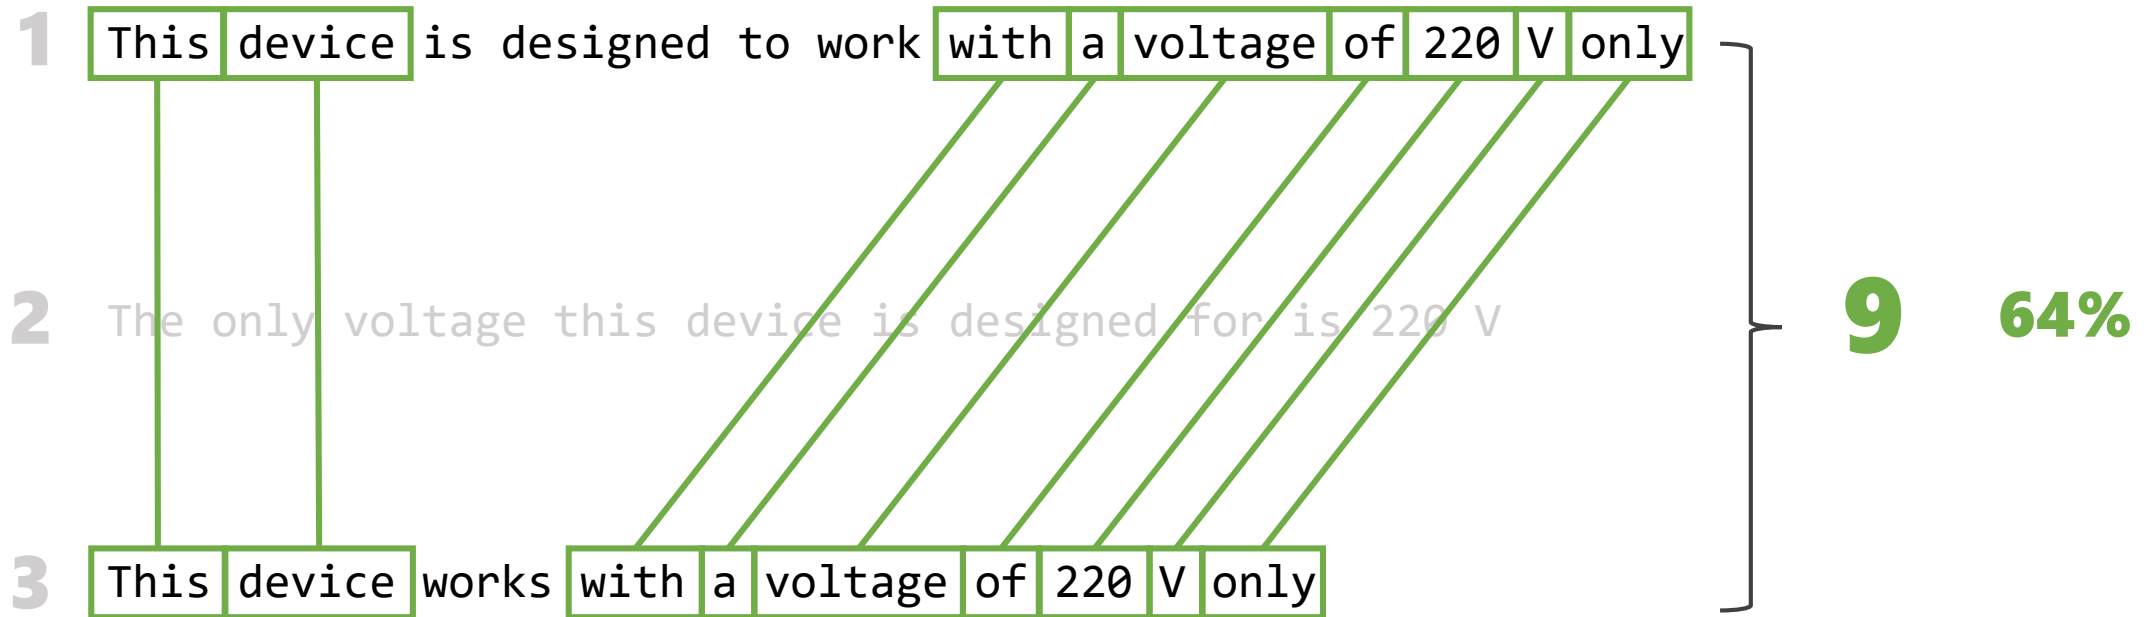 1 This device is designed to work with a voltage of 220 V only
2 The only voltage this device is designed for is 220 V 9 64%
3 This device works with a voltage of 220 V only